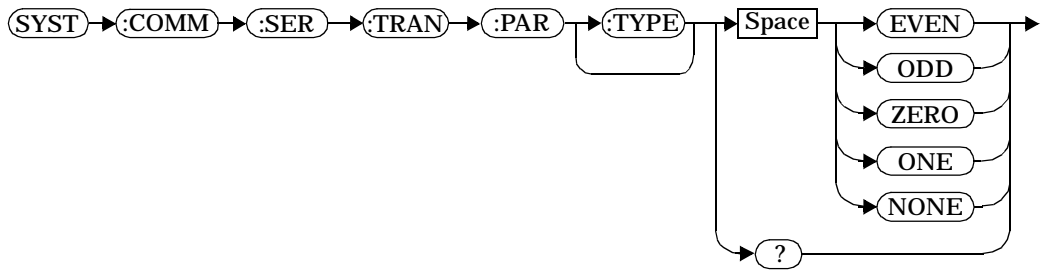 SYST :COMM :SER :TRAN :PAR :TYPE Space EVEN
ODD
ZERO
ONE
NONE
?